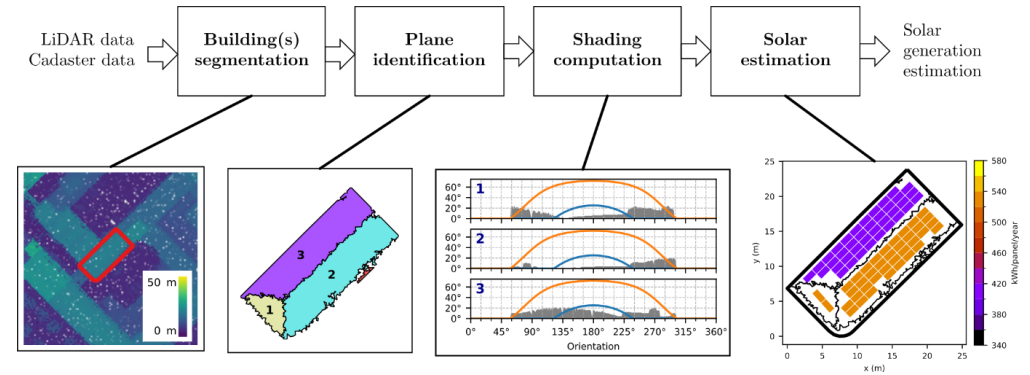 LiDAR data
Cadaster data
Building(s)
segmentation
Plane
identification
Shading
computation
Solar
estimation
Solar
generation
estimation
50 m
0 m
3
2
1
1
60°
40°
20°
0°
2
60°
40°
20°
0°
3
60°
40°
20°
0°
0° 45° 90° 135° 180° 225° 270° 315° 360°
Orientation
25
20
15
10
5
0
y (m)
0 5 10 15 20 25
x (m)
580
540
500
460
420
380
340
kWh/panel/year